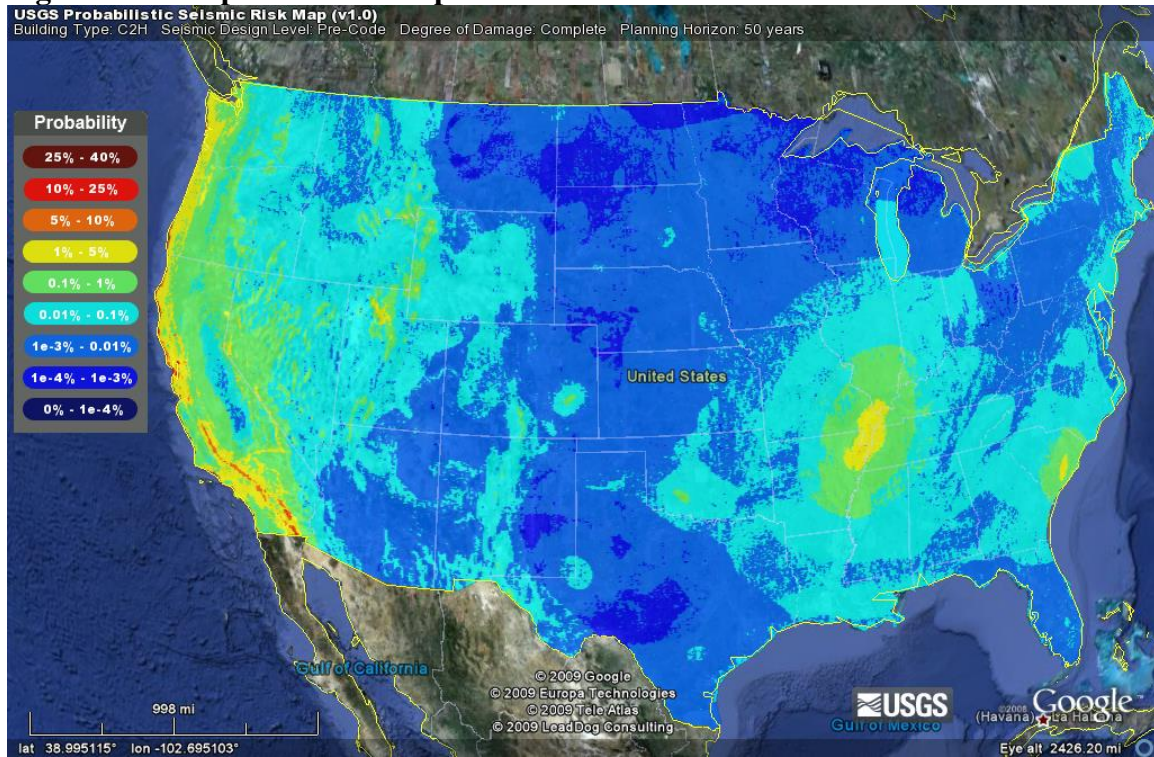 USGS Probabilistic Seismic Risk Map (v1.0)
Building Type: C2H Seismic Design Level: Pre-Code Degree of Damage: Complete Planning Horizon: 50 years
Probability
25% - 40%
10% - 25%
5% - 10%
1% - 5%
0.1% - 1%
0.01% - 0.1%
1e-3% - 0.01%
1e-4% - 1e-3%
0% - 1e-4%
United States
Gulf of California
© 2009 Google
© 2009 Europa Technologies
© 2009 Tele Atlas
© 2009 LeadDog Consulting
USGS
Gulf of Mexico
©2008 Google
(Havana) La Habana
998 mi
lat 38.995115° lon -102.695103°
Eye alt 2426.20 mi